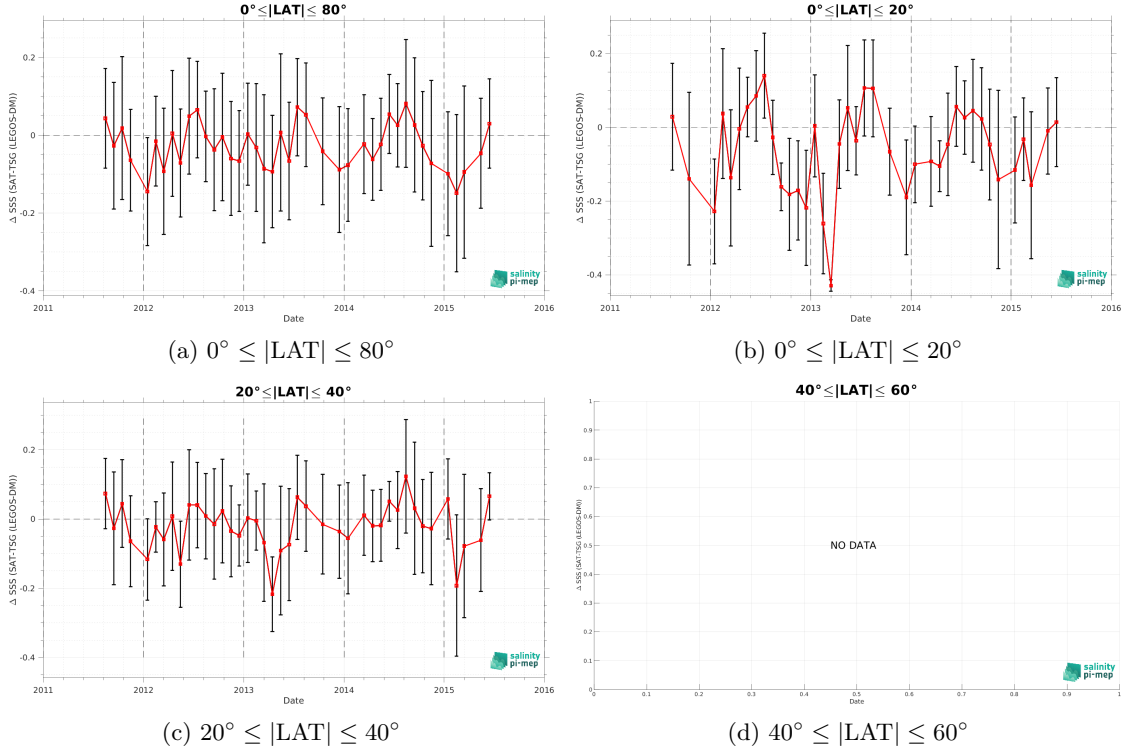 0°≤|LAT|≤ 80°
Δ SSS (SAT-TSG (LEGOS-DM))
0.2
0
-0.2
-0.4
2011 2012 2013 2014 2015 2016
Date
salinity
pi-mep
(a) 0° ≤ |LAT| ≤ 80°
0°≤|LAT|≤ 20°
Δ SSS (SAT-TSG (LEGOS-DM))
0.2
0
-0.2
-0.4
2011 2012 2013 2014 2015 2016
Date
salinity
pi-mep
(b) 0° ≤ |LAT| ≤ 20°
20°≤|LAT|≤ 40°
Δ SSS (SAT-TSG (LEGOS-DM))
0.2
0
-0.2
-0.4
2011 2012 2013 2014 2015 2016
Date
salinity
pi-mep
(c) 20° ≤ |LAT| ≤ 40°
40°≤|LAT|≤ 60°
Δ SSS (SAT-TSG (LEGOS-DM))
1
0.9
0.8
0.7
0.6
0.5
0.4
0.3
0.2
0.1
0
NO DATA
0 0.1 0.2 0.3 0.4 0.5 0.6 0.7 0.8 0.9 1
Date
salinity
pi-mep
(d) 40° ≤ |LAT| ≤ 60°